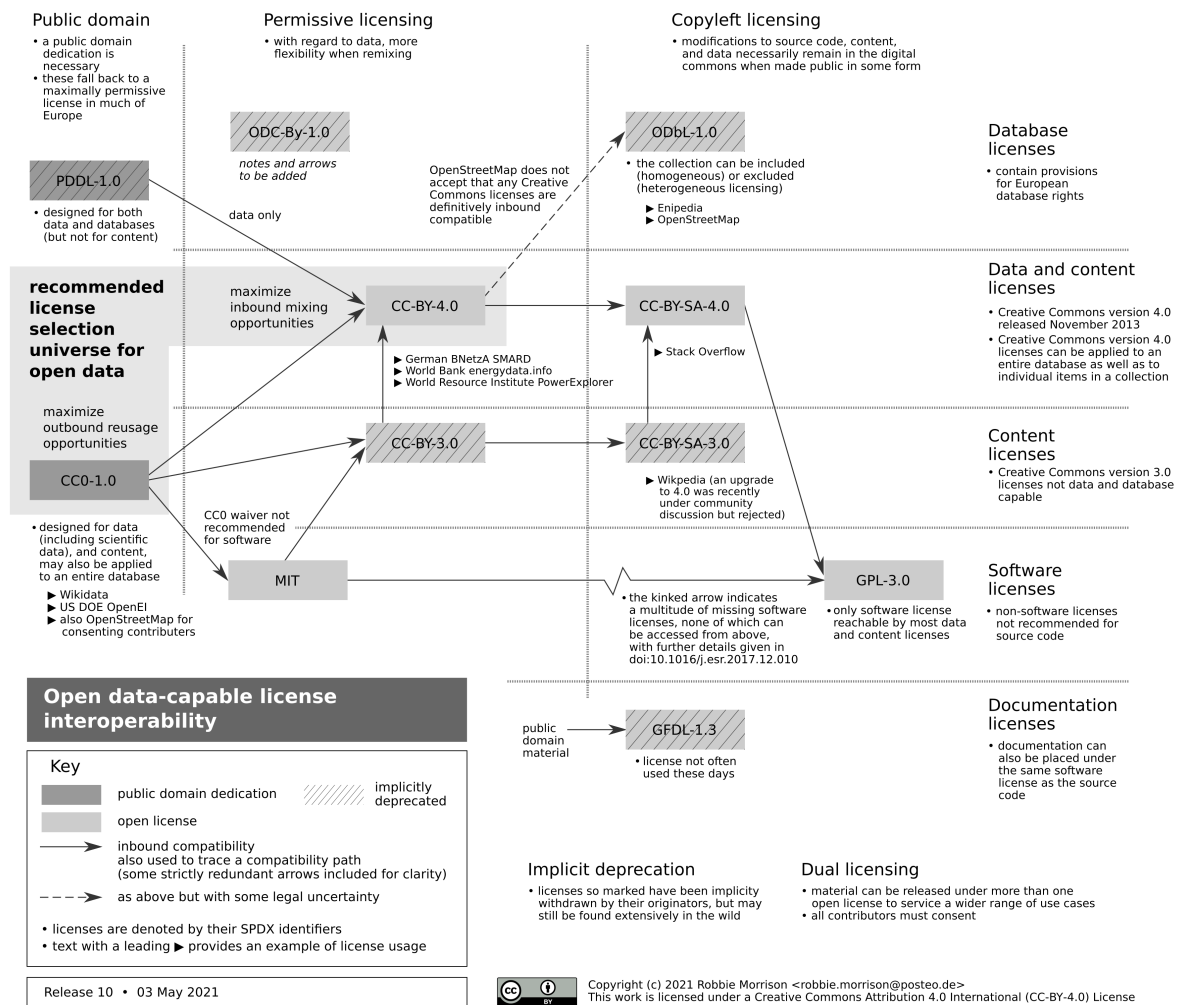 Public domain
• a public domain
dedication is
necessary
• these fall back to a
maximally permissive
license in much of
Europe
Permissive licensing
• with regard to data, more
flexibility when remixing
Copyleft licensing
• modifications to source code, content,
and data necessarily remain in the digital
commons when made public in some form
ODC-By-1.0
notes and arrows
to be added
ODbL-1.0
• the collection can be included
(homogeneous) or excluded
(heterogeneous licensing)
▶ Enipedia
▶ OpenStreetMap
Database
licenses
• contain provisions
for European
database rights
PDDL-1.0
• designed for both
data and databases
(but not for content)
data only
OpenStreetMap does not
accept that any Creative
Commons licenses are
definitively inbound
compatible
recommended
license
selection
universe for
open data
maximize
inbound mixing
opportunities
CC-BY-4.0
▶ German BNetzA SMARD
▶ World Bank energydata.info
▶ World Resource Institute PowerExplorer
CC-BY-SA-4.0
▶ Stack Overflow
Data and content
licenses
• Creative Commons version 4.0
released November 2013
• Creative Commons version 4.0
licenses can be applied to an
entire database as well as to
individual items in a collection
maximize
outbound reusage
opportunities
CC0-1.0
• designed for data
(including scientific
data), and content,
may also be applied
to an entire database
▶ Wikidata
▶ US DOE OpenEI
▶ also OpenStreetMap for
consenting contributers
CC-BY-3.0
CC-BY-SA-3.0
▶ Wikpedia (an upgrade
to 4.0 was recently
under community
discussion but rejected)
Content
licenses
• Creative Commons version 3.0
licenses not data and database
capable
CC0 waiver not
recommended
for software
MIT
• the kinked arrow indicates
a multitude of missing software
licenses, none of which can
be accessed from above,
with further details given in
doi:10.1016/j.esr.2017.12.010
GPL-3.0
• only software license
reachable by most data
and content licenses
Software
licenses
• non-software licenses
not recommended for
source code
public
domain
material
GFDL-1.3
• license not often
used these days
Documentation
licenses
• documentation can
also be placed under
the same software
license as the source
code
Open data-capable license
interoperability
Key
public domain dedication
implicitly
deprecated
open license
inbound compatibility
also used to trace a compatibility path
(some strictly redundant arrows included for clarity)
as above but with some legal uncertainty
• licenses are denoted by their SPDX identifiers
• text with a leading ▶ provides an example of license usage
Implicit deprecation
• licenses so marked have been implicity
withdrawn by their originators, but may
still be found extensively in the wild
Dual licensing
• material can be released under more than one
open license to service a wider range of use cases
• all contributors must consent
Release 10 • 03 May 2021
cc
BY
Copyright (c) 2021 Robbie Morrison <robbie.morrison@posteo.de>
This work is licensed under a Creative Commons Attribution 4.0 International (CC-BY-4.0) License